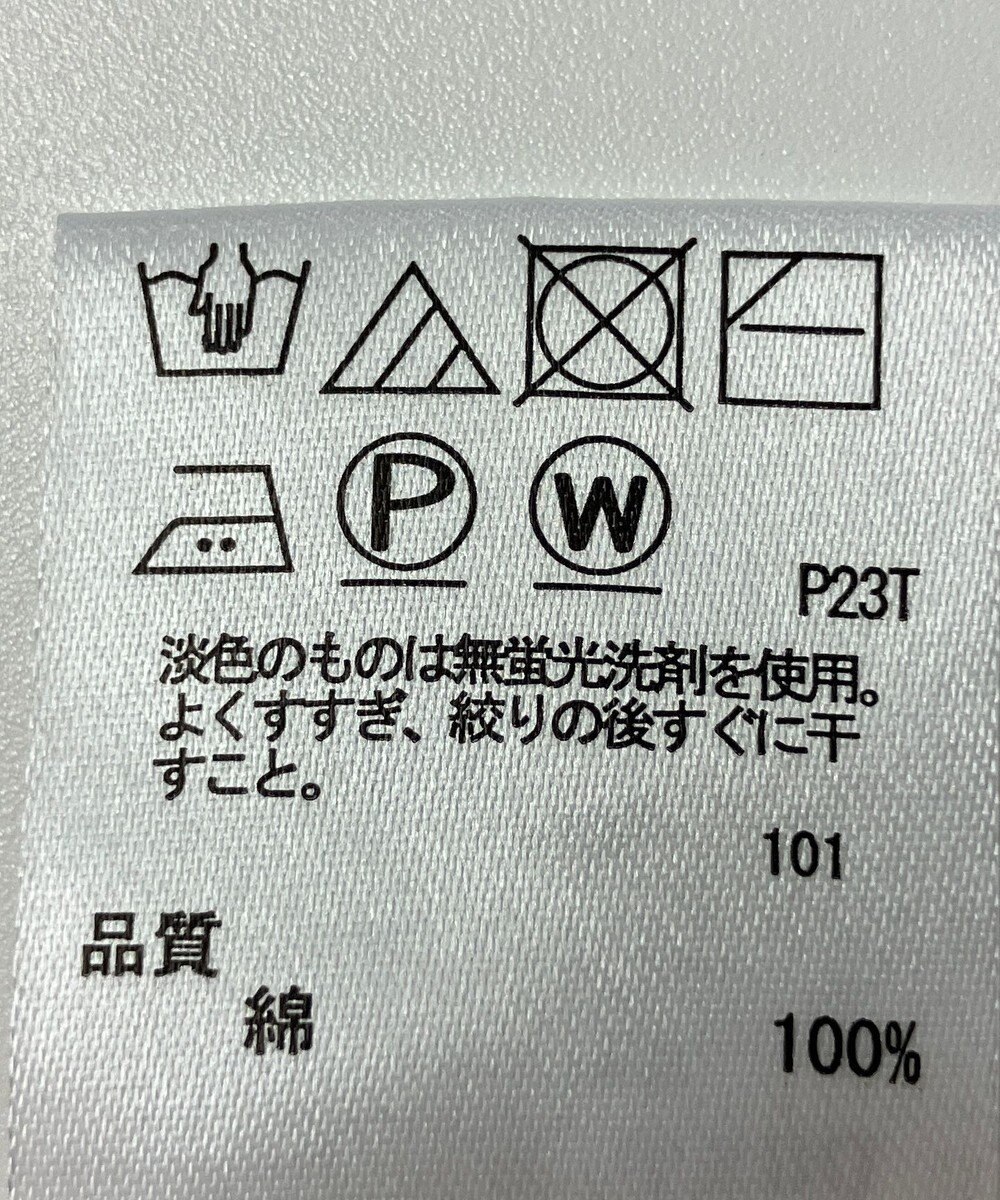 P W
P23T
淡色のものは無蛍光洗剤を使用。
よくすすぎ、絞りの後すぐに干
すこと。
101
品質
綿 100%